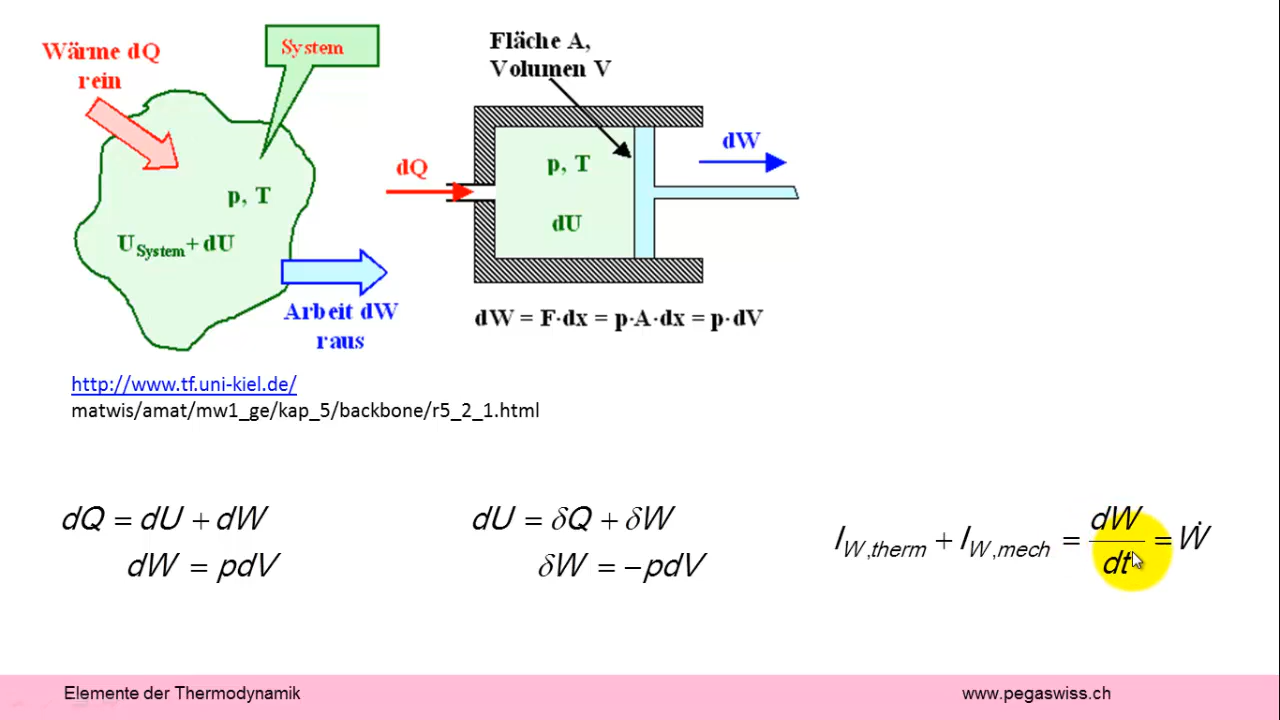 Wärme dQ
rein
System
p, T
U System + dU
Arbeit dW
raus
Fläche A,
Volumen V
dQ
p, T
dU
dW
dW = F·dx = p·A·dx = p·dV
http://www.tf.uni-kiel.de/
matwis/amat/mw1_ge/kap_5/backbone/r5_2_1.html
dQ = dU + dW
dW = pdV
dU = δQ + δW
δW = −pdV
I_{W,therm} + I_{W,mech} = dW/dt = Ẇ
Elemente der Thermodynamik
www.pegaswiss.ch